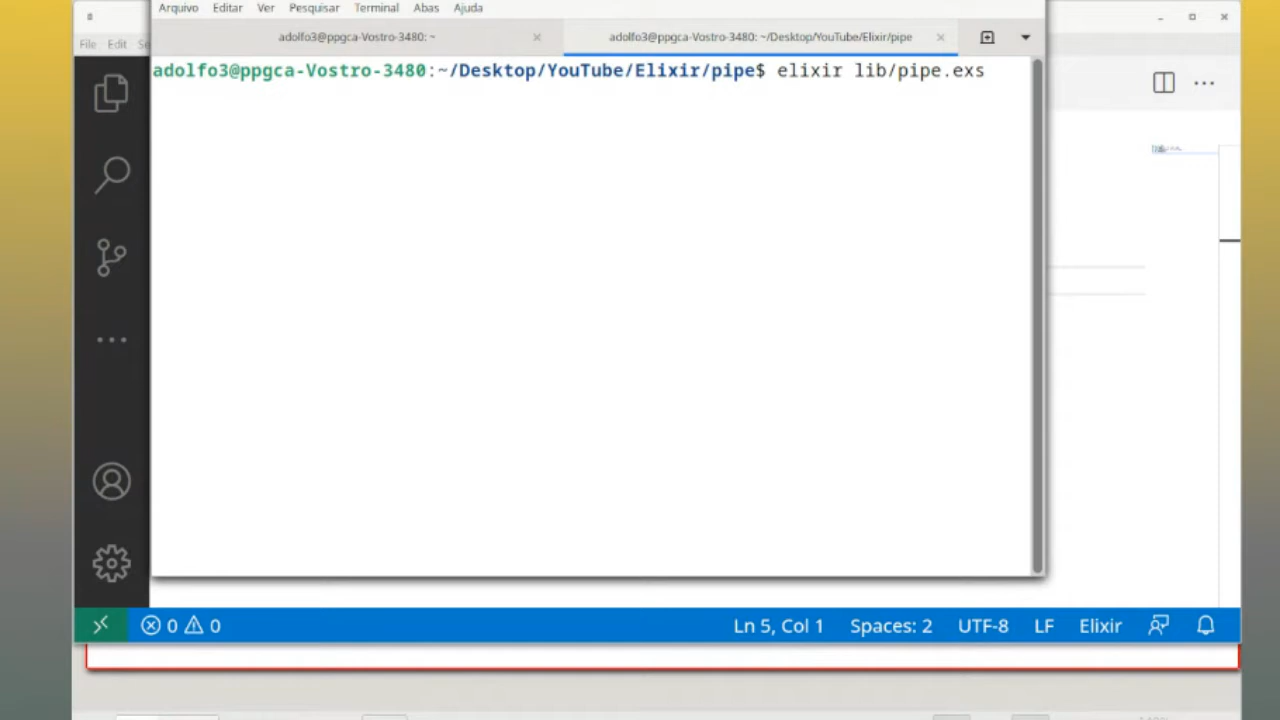 Arquivo Editar Ver Pesquisar Terminal Abas Ajuda
File Edit Se
adolfo3@ppgca-Vostro-3480: ~
adolfo3@ppgca-Vostro-3480: ~/Desktop/YouTube/Elixir/pipe
adolfo3@ppgca-Vostro-3480:~/Desktop/YouTube/Elixir/pipe$ elixir lib/pipe.exs
0 0 Ln 5, Col 1 Spaces: 2 UTF-8 LF Elixir